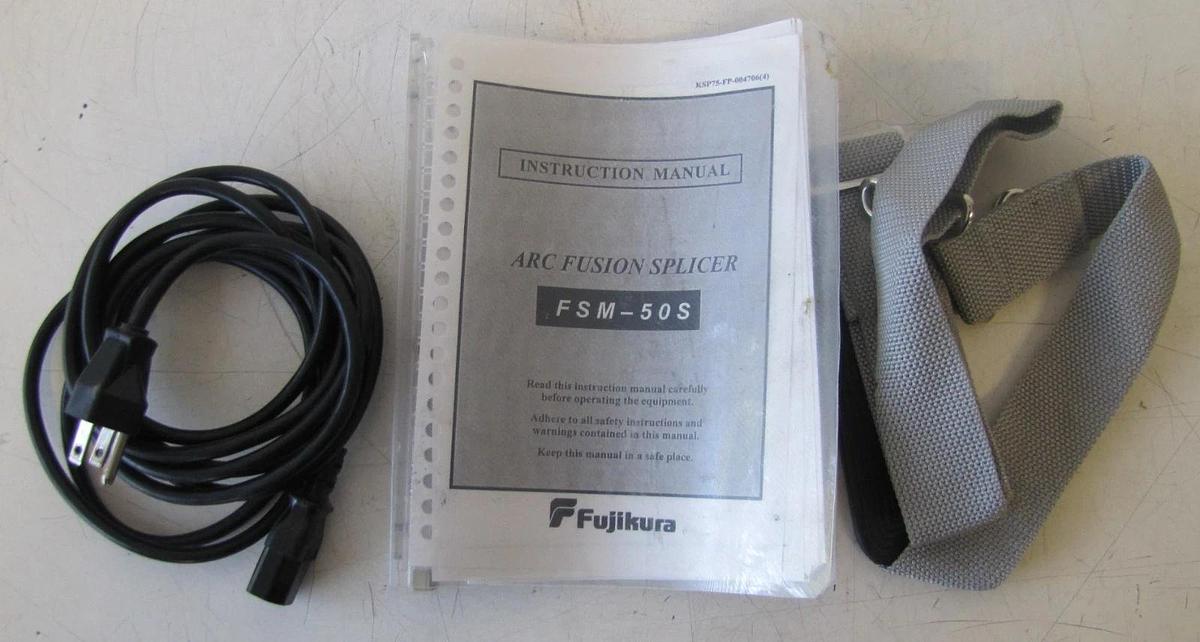 KSP75-FP-004706(4)
INSTRUCTION MANUAL
ARC FUSION SPLICER
FSM–50S
Read this instruction manual carefully
before operating the equipment.
Adhere to all safety instructions and
warnings contained in this manual.
Keep this manual in a safe place.
Fujikura